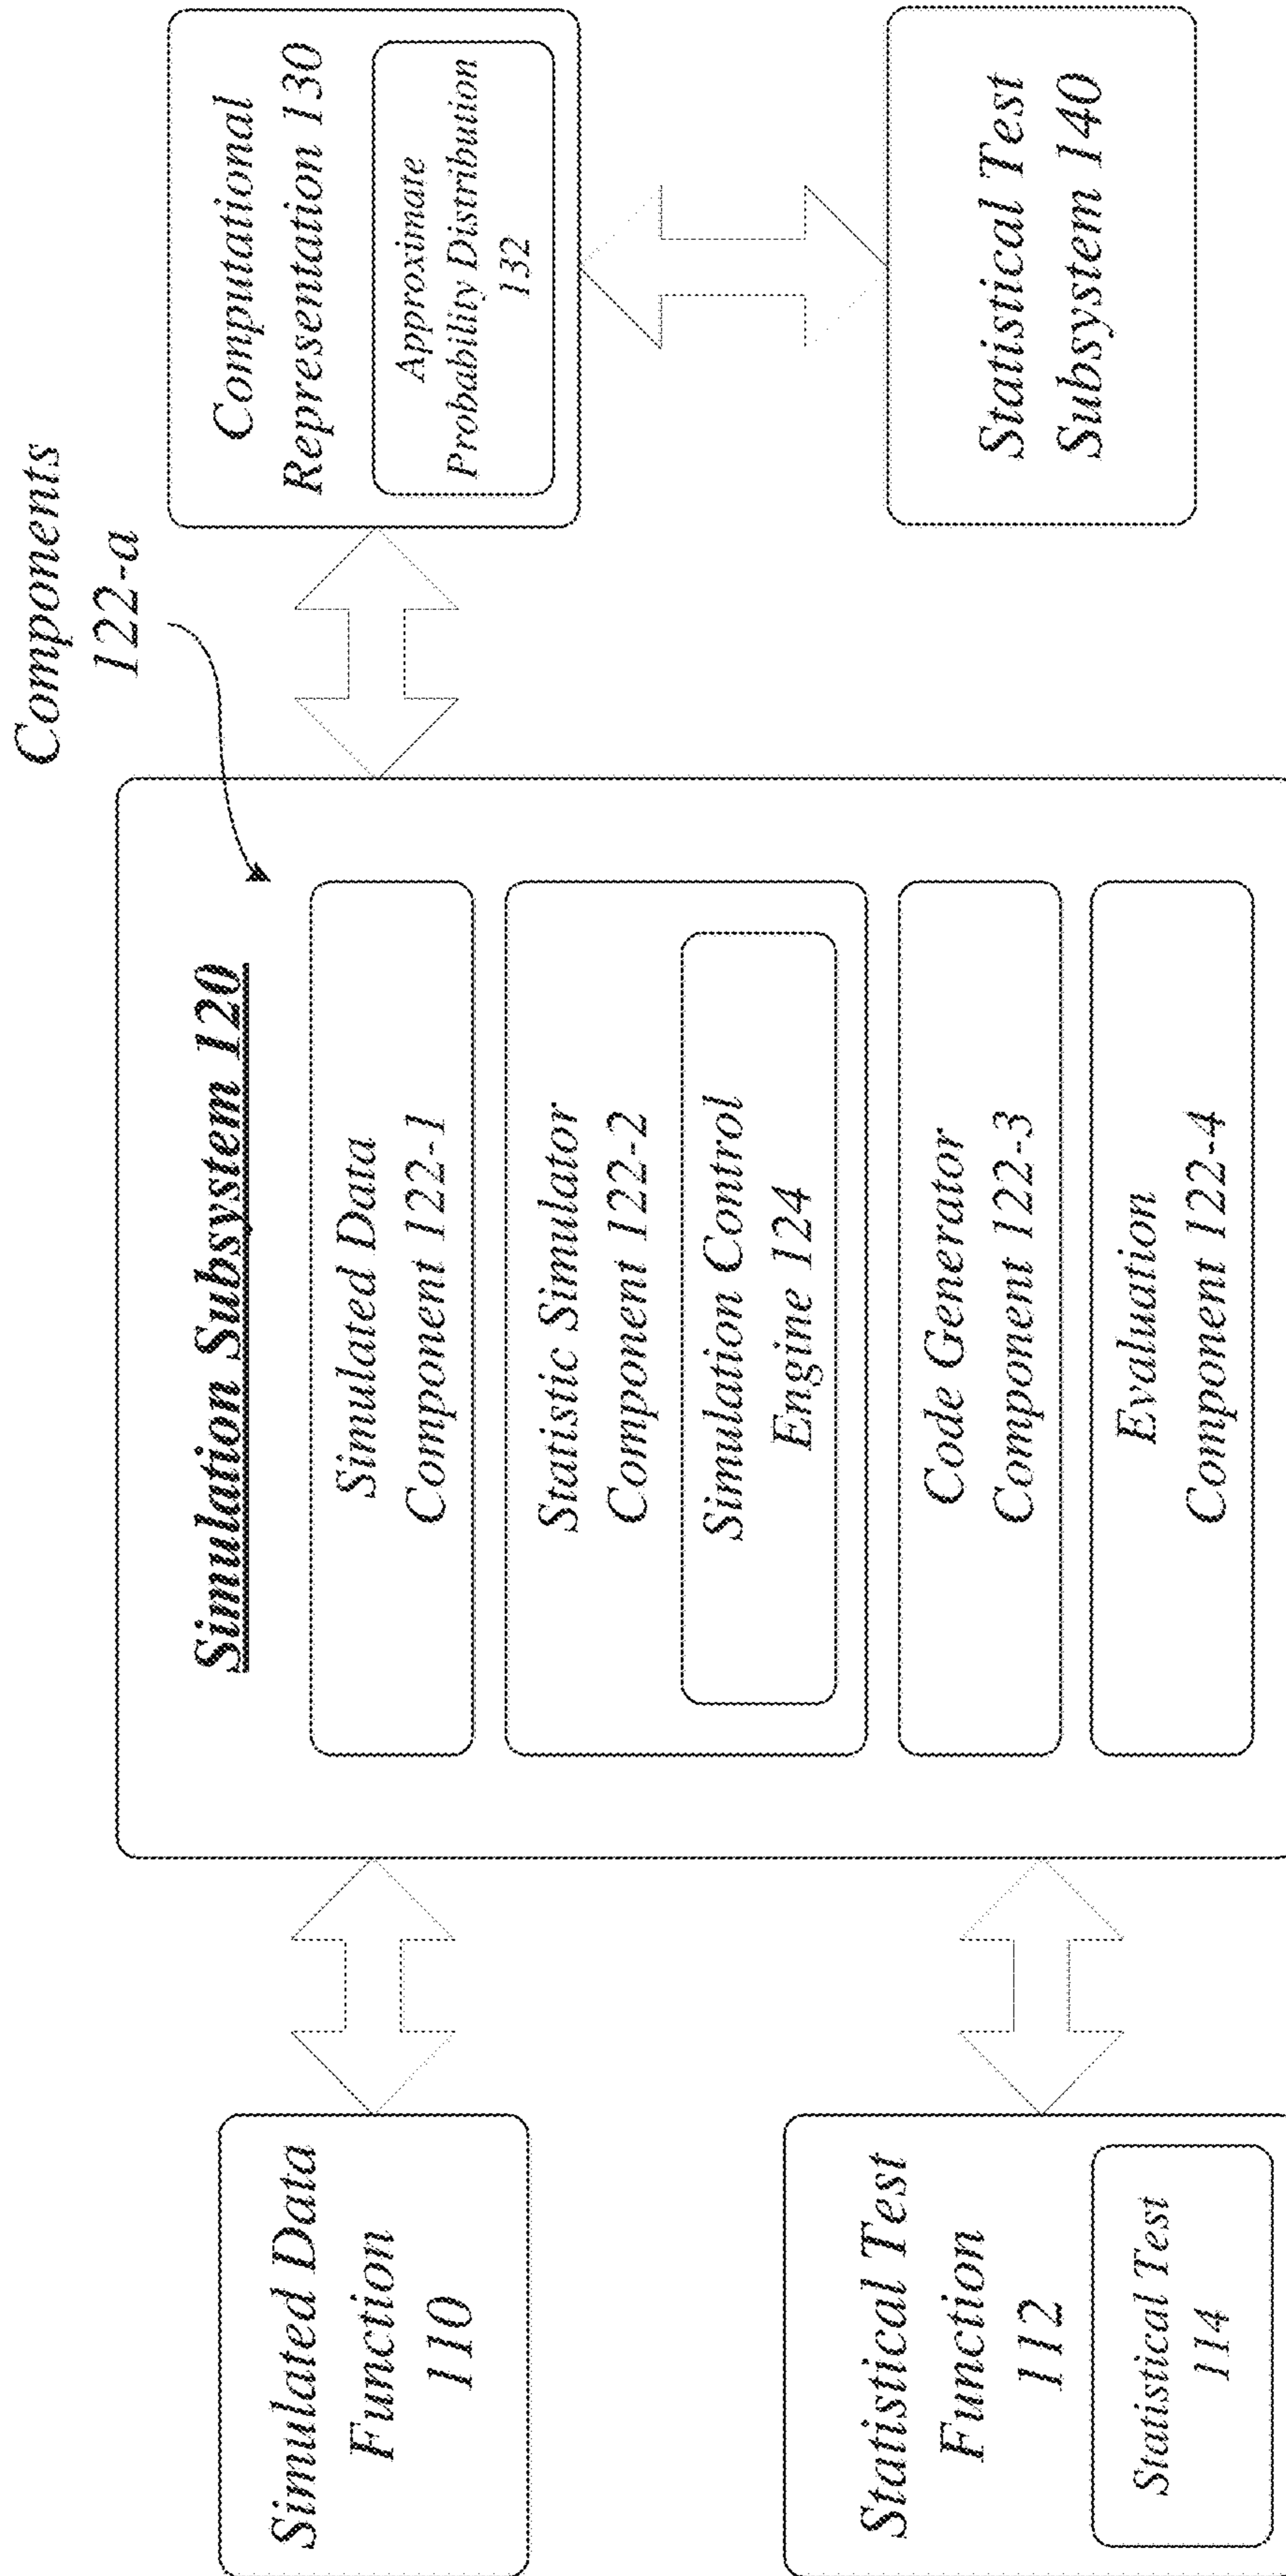 Simulated Data
Function
110
Statistical Test
Function
112
Statistical Test
114
Simulation Subsystem 120
Simulated Data
Component 122-1
Statistic Simulator
Component 122-2
Simulation Control
Engine 124
Code Generator
Component 122-3
Evaluation
Component 122-4
Components
122-a
Computational
Representation 130
Approximate
Probability Distribution
132
Statistical Test
Subsystem 140